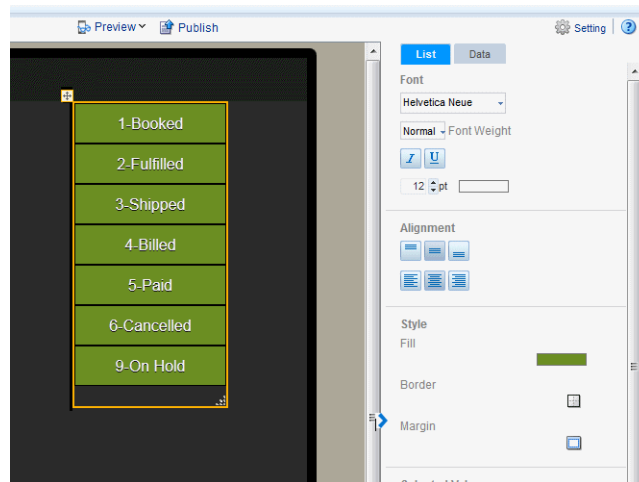 Preview Publish Setting ?
List Data
Font
Helvetica Neue
Normal Font Weight
I U
12 pt
Alignment
Style
Fill
Border
Margin
1-Booked
2-Fulfilled
3-Shipped
4-Billed
5-Paid
6-Cancelled
9-On Hold